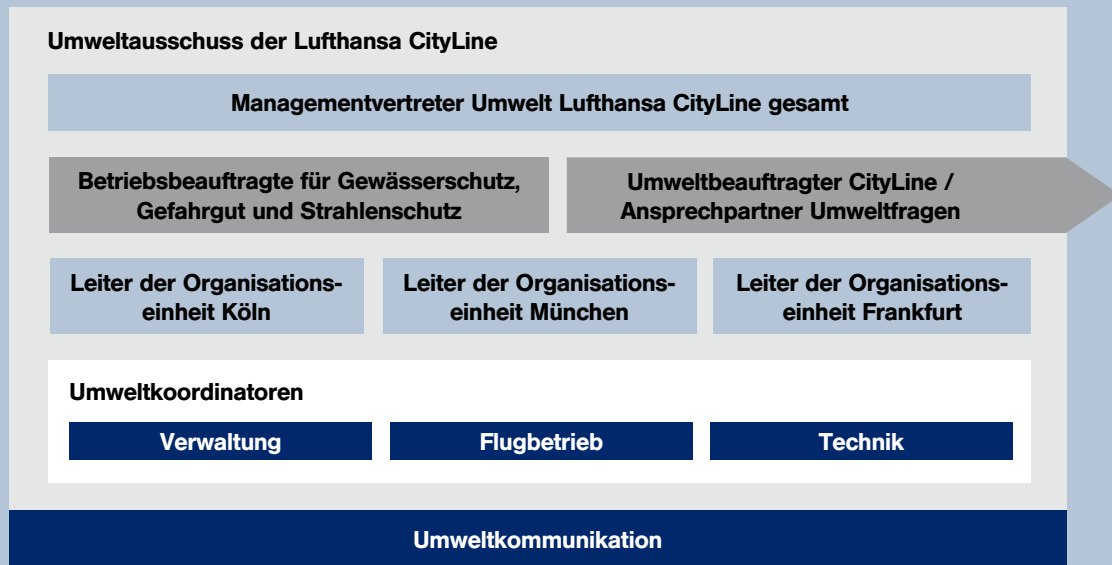 Umweltausschuss der Lufthansa CityLine
Managementvertreter Umwelt Lufthansa CityLine gesamt
Betriebsbeauftragte für Gewässerschutz,
Gefahrgut und Strahlenschutz
Umweltbeauftragter CityLine /
Ansprechpartner Umweltfragen
Leiter der Organisations-
einheit Köln
Leiter der Organisations-
einheit München
Leiter der Organisations-
einheit Frankfurt
Umweltkoordinatoren
Verwaltung
Flugbetrieb
Technik
Umweltkommunikation